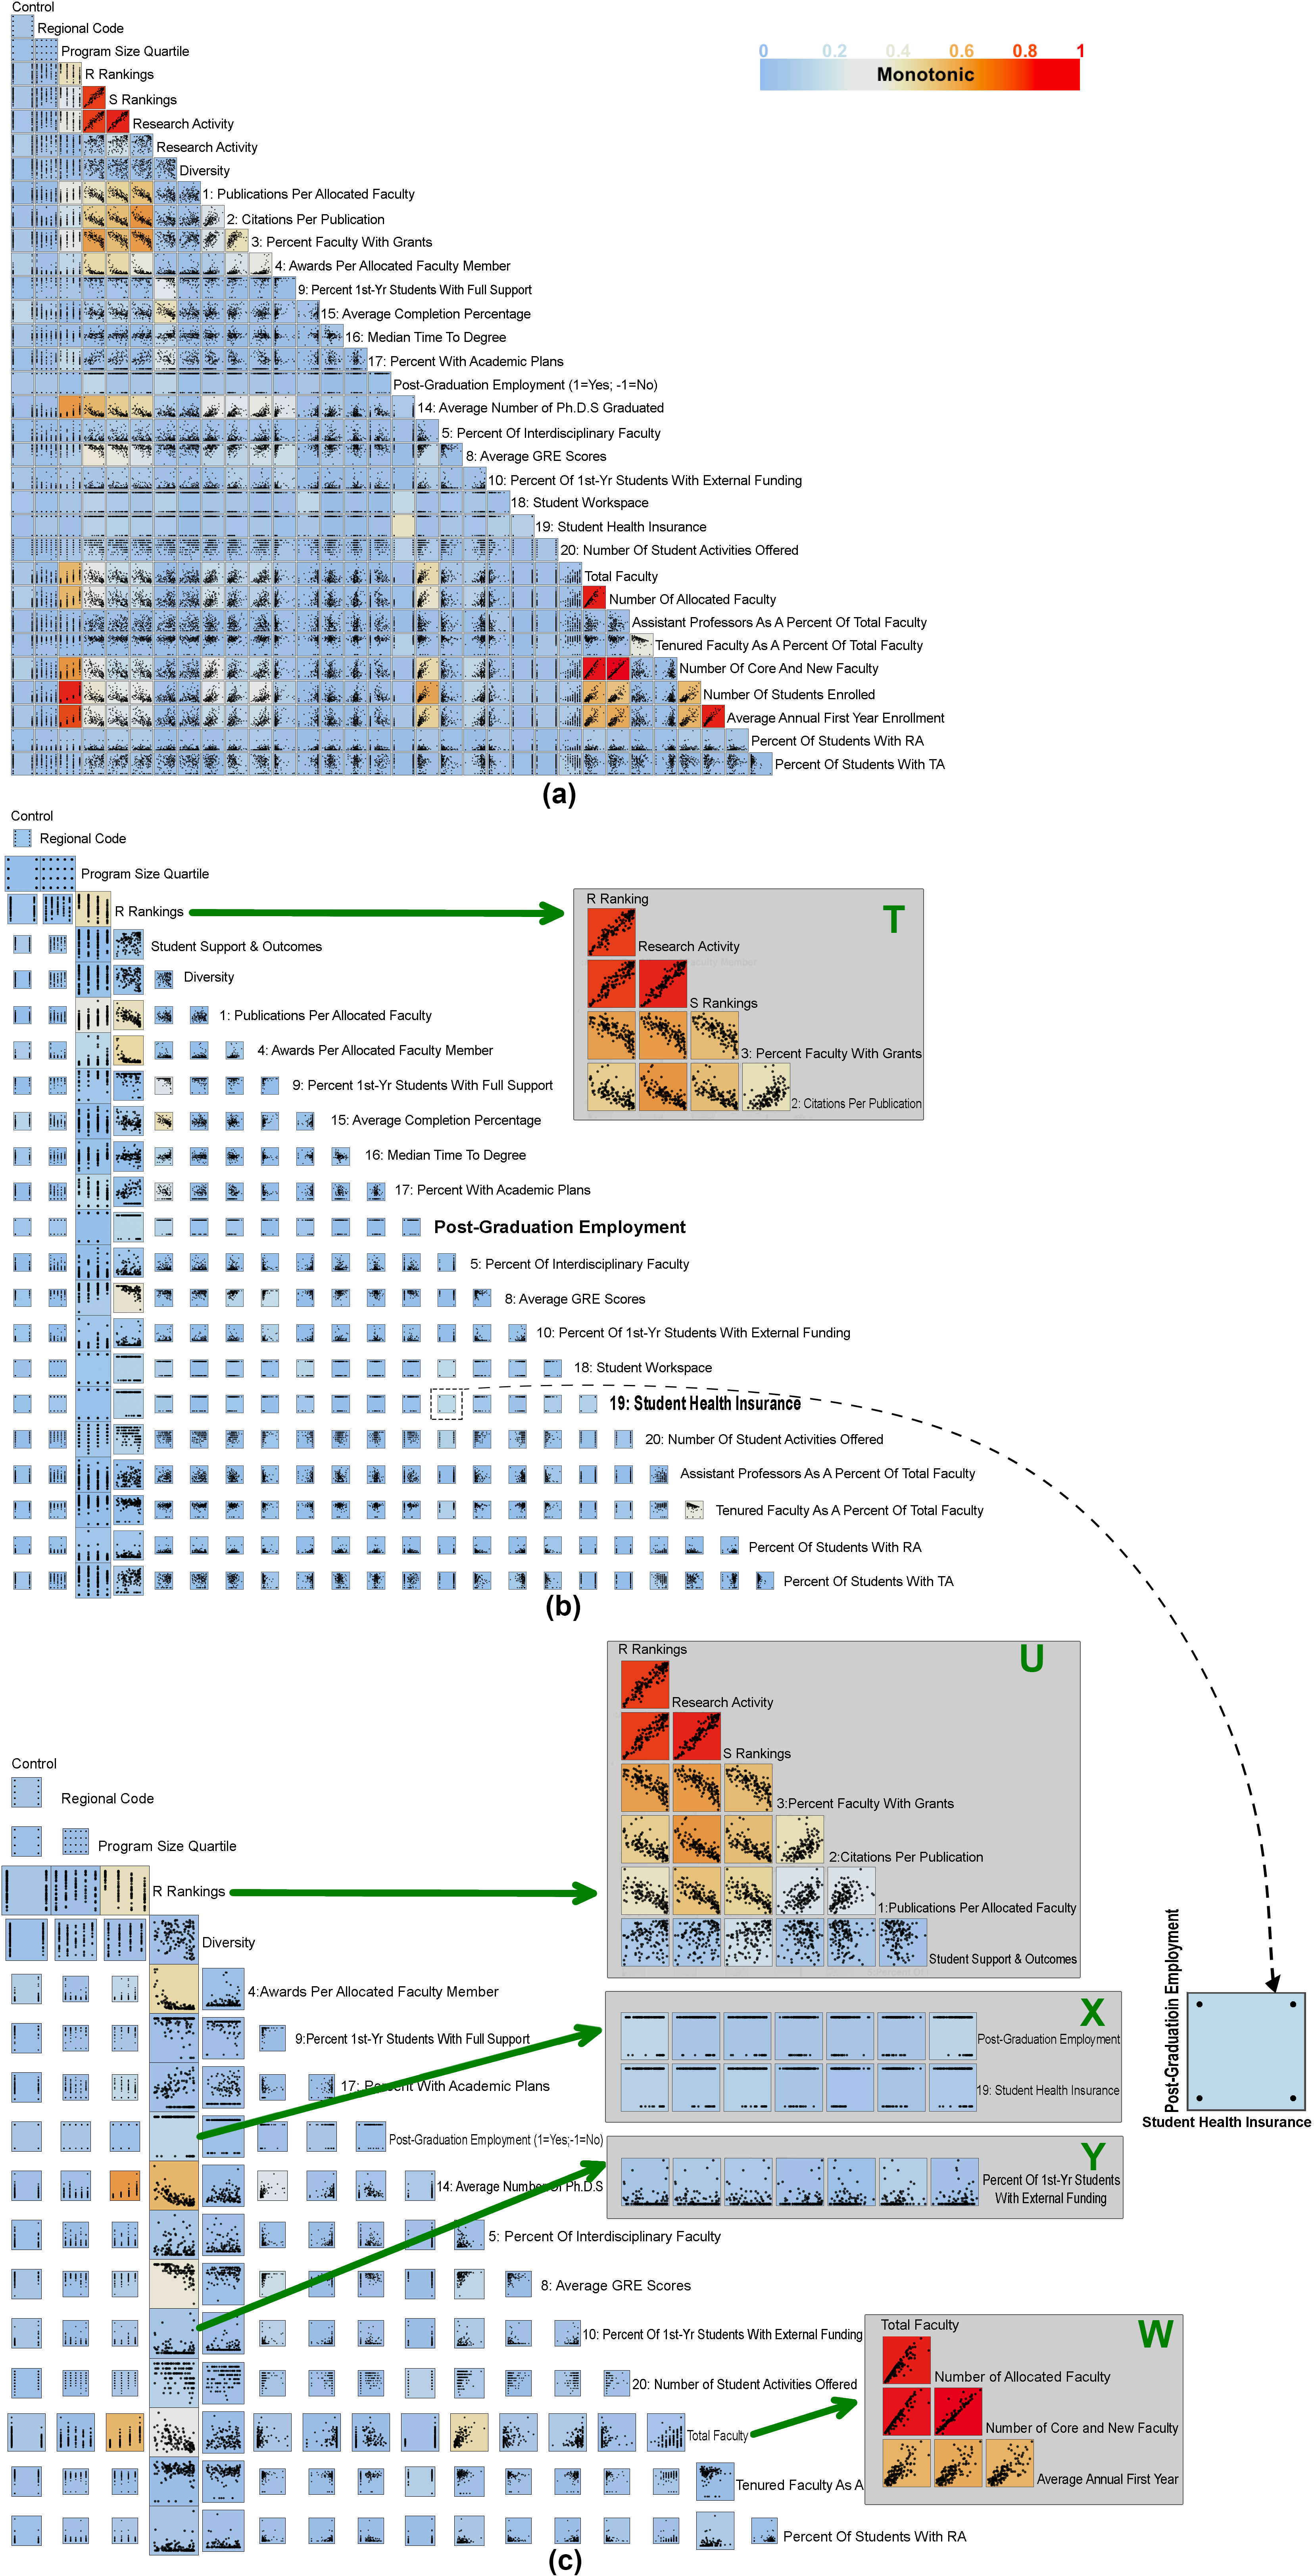 Control
Regional Code
Program Size Quartile
R Rankings
S Rankings
Research Activity
Research Activity
Diversity
1: Publications Per Allocated Faculty
2: Citations Per Publication
3: Percent Faculty With Grants
4: Awards Per Allocated Faculty Member
9: Percent 1st-Yr Students With Full Support
15: Average Completion Percentage
16: Median Time To Degree
17: Percent With Academic Plans
Post-Graduation Employment (1=Yes; -1=No)
14: Average Number of Ph.D.S Graduated
5: Percent Of Interdisciplinary Faculty
8: Average GRE Scores
10: Percent Of 1st-Yr Students With External Funding
18: Student Workspace
19: Student Health Insurance
20: Number Of Student Activities Offered
Total Faculty
Number Of Allocated Faculty
Assistant Professors As A Percent Of Total Faculty
Tenured Faculty As A Percent Of Total Faculty
Number Of Core And New Faculty
Number Of Students Enrolled
Average Annual First Year Enrollment
Percent Of Students With RA
Percent Of Students With TA
0 0.2 0.4 0.6 0.8 1
Monotonic
(a)
Control
Regional Code
Program Size Quartile
R Rankings
Student Support & Outcomes
Diversity
1: Publications Per Allocated Faculty
4: Awards Per Allocated Faculty Member
9: Percent 1st-Yr Students With Full Support
15: Average Completion Percentage
16: Median Time To Degree
17: Percent With Academic Plans
Post-Graduation Employment
5: Percent Of Interdisciplinary Faculty
8: Average GRE Scores
10: Percent Of 1st-Yr Students With External Funding
18: Student Workspace
19: Student Health Insurance
20: Number Of Student Activities Offered
Assistant Professors As A Percent Of Total Faculty
Tenured Faculty As A Percent Of Total Faculty
Percent Of Students With RA
Percent Of Students With TA
T
R Ranking
Research Activity
S Rankings
3: Percent Faculty With Grants
2: Citations Per Publication
(b)
Control
Regional Code
Program Size Quartile
R Rankings
Diversity
4:Awards Per Allocated Faculty Member
9:Percent 1st-Yr Students With Full Support
17: Percent With Academic Plans
Post-Graduation Employment (1=Yes;-1=No)
14: Average Number Of Ph.D.S
5: Percent Of Interdisciplinary Faculty
8: Average GRE Scores
10: Percent Of 1st-Yr Students With External Funding
20: Number of Student Activities Offered
Total Faculty
Tenured Faculty As A
Percent Of Students With RA
U
R Rankings
Research Activity
S Rankings
3:Percent Faculty With Grants
2:Citations Per Publication
1:Publications Per Allocated Faculty
Student Support & Outcomes
X
Post-Graduation Employment
19: Student Health Insurance
Y
Percent Of 1st-Yr Students
With External Funding
W
Total Faculty
Number of Allocated Faculty
Number of Core and New Faculty
Average Annual First Year
Post-Graduatioin Employment
Student Health Insurance
(c)